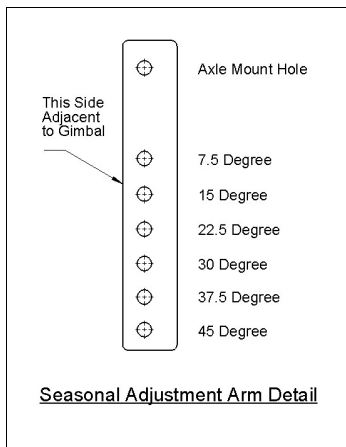 Axle Mount Hole
This Side
Adjacent
to Gimbal
7.5 Degree
15 Degree
22.5 Degree
30 Degree
37.5 Degree
45 Degree
Seasonal Adjustment Arm Detail